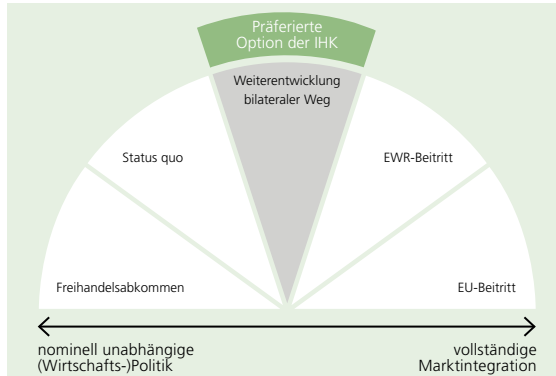 Präferierte
Option der IHK
Weiterentwicklung
bilateraler Weg
Status quo
EWR-Beitritt
Freihandelsabkommen
EU-Beitritt
nominell unabhängige
(Wirtschafts-)Politik
vollständige
Marktintegration